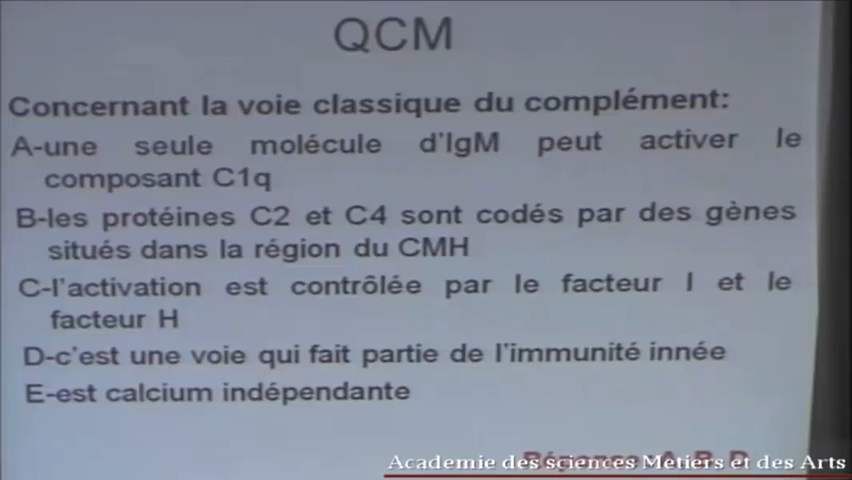 QCM
Concernant la voie classique du complément:
A-une seule molécule d'IgM peut activer le
composant C1q
B-les protéines C2 et C4 sont codés par des gènes
situés dans la région du CMH
C-l'activation est contrôlée par le facteur I et le
facteur H
D-c'est une voie qui fait partie de l'immunité innée
E-est calcium indépendante
Academie des sciences Metiers et des Arts